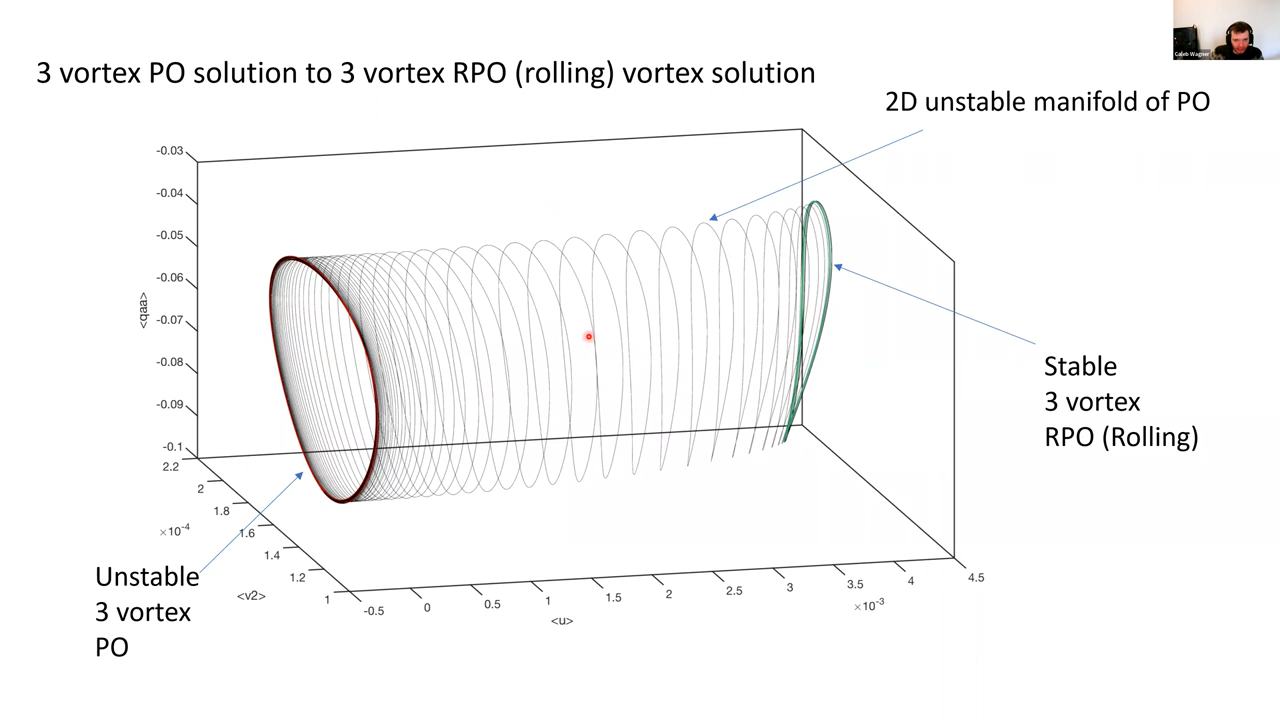 Caleb Wagner
3 vortex PO solution to 3 vortex RPO (rolling) vortex solution
2D unstable manifold of PO
-0.03
-0.04
-0.05
-0.06
-0.07
-0.08
-0.09
-0.1
<qaa>
2.2
2
1.8
1.6
1.4
1.2
1
×10⁻⁴
<v2>
-0.5
0
0.5
1
1.5
2
2.5
3
3.5
4
4.5
×10⁻³
<u>
Stable
3 vortex
RPO (Rolling)
Unstable
3 vortex
PO